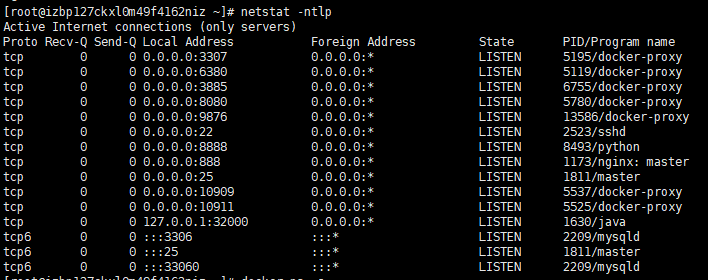 [root@izbp127ckxl0m49f4162niz ~]# netstat -ntlp
Active Internet connections (only servers)
Proto Recv-Q Send-Q Local Address Foreign Address State PID/Program name
tcp 0 0 0.0.0.0:3307 0.0.0.0:* LISTEN 5195/docker-proxy
tcp 0 0 0.0.0.0:6380 0.0.0.0:* LISTEN 5119/docker-proxy
tcp 0 0 0.0.0.0:3885 0.0.0.0:* LISTEN 6755/docker-proxy
tcp 0 0 0.0.0.0:8080 0.0.0.0:* LISTEN 5780/docker-proxy
tcp 0 0 0.0.0.0:9876 0.0.0.0:* LISTEN 13586/docker-proxy
tcp 0 0 0.0.0.0:22 0.0.0.0:* LISTEN 2523/sshd
tcp 0 0 0.0.0.0:8888 0.0.0.0:* LISTEN 8493/python
tcp 0 0 0.0.0.0:888 0.0.0.0:* LISTEN 1173/nginx: master
tcp 0 0 0.0.0.0:25 0.0.0.0:* LISTEN 1811/master
tcp 0 0 0.0.0.0:10909 0.0.0.0:* LISTEN 5537/docker-proxy
tcp 0 0 0.0.0.0:10911 0.0.0.0:* LISTEN 5525/docker-proxy
tcp 0 0 127.0.0.1:32000 0.0.0.0:* LISTEN 1630/java
tcp6 0 0 :::3306 :::* LISTEN 2209/mysqld
tcp6 0 0 :::25 :::* LISTEN 1811/master
tcp6 0 0 :::33060 :::* LISTEN 2209/mysqld